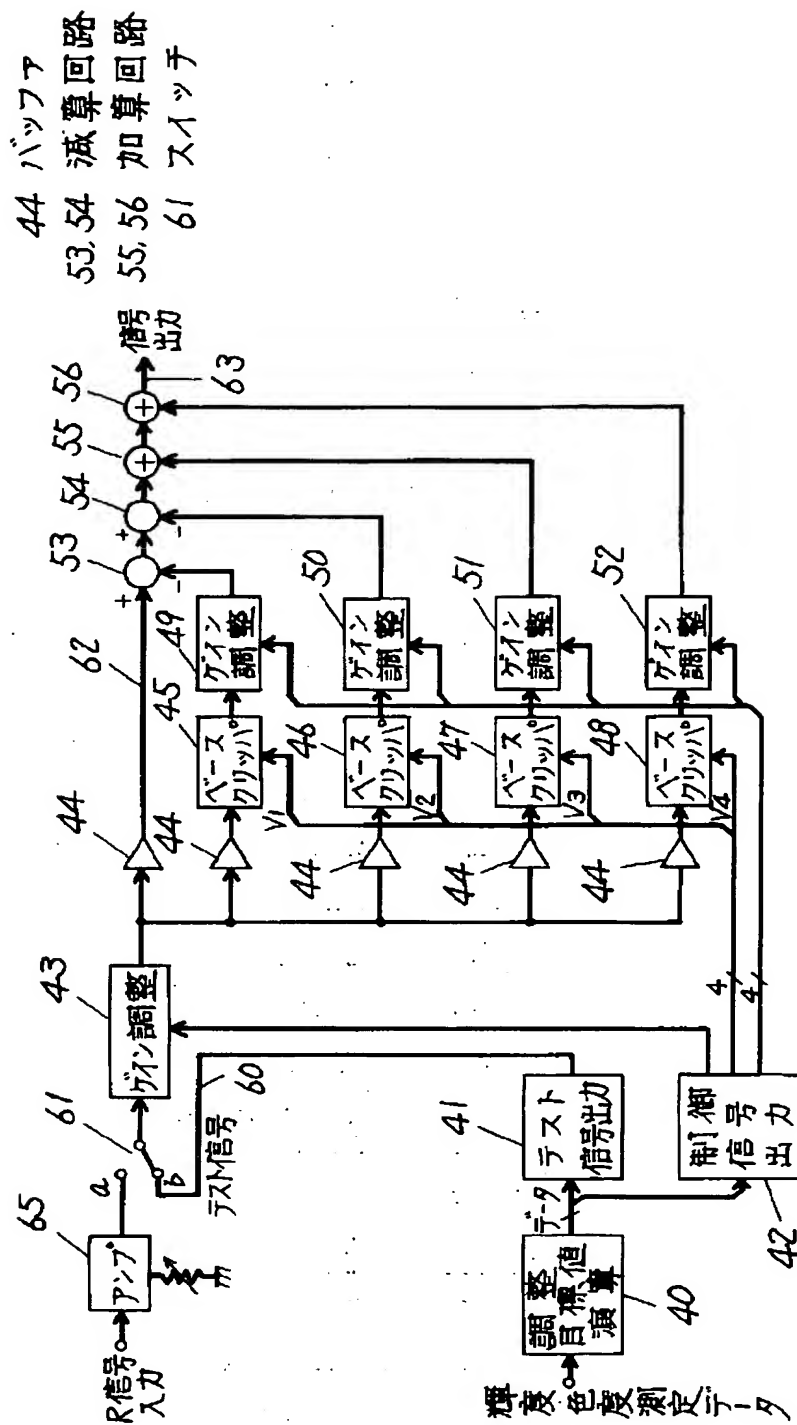 44 バッファ
53,54 減算回路
55,56 加算回路
61 スイッチ
R信号
入力
65
アンプ
a
b
61
テスト信号
60
43
ゲイン調整
44
62
44
44
44
44
45
ベース
クリッパ
V1
49
ゲイン
調整
46
ベース
クリッパ
V2
50
ゲイン
調整
47
ベース
クリッパ
V3
51
ゲイン
調整
48
ベース
クリッパ
V4
52
ゲイン
調整
53
+
-
54
+
-
55
+
56
+
63
信号
出力
輝度、色度測定データ
調整
目標値
演算
40
データ
41
テスト
信号出力
制御
信号
出力
42
4
4